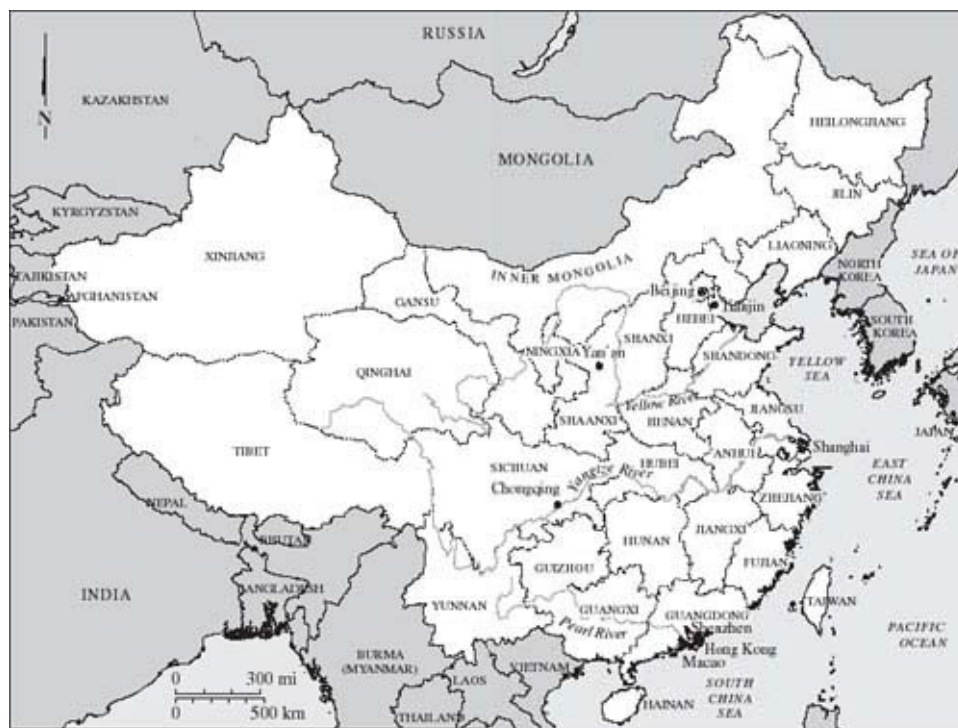 RUSSIA
KAZAKHSTAN
N
MONGOLIA
HEILONGJIANG
JILIN
KYRGYZSTAN
XINJIANG
LIAONING
INNER MONGOLIA
NORTH
KOREA
SEA OF
JAPAN
TAJIKISTAN
AFGHANISTAN
GANSU
Beijing
Tianjin
HEBEI
PAKISTAN
SOUTH
KOREA
SHANXI
NINGXIA
Yan'an
SHANDONG
YELLOW
SEA
QINGHAI
Yellow River
JIANGSU
SHAANXI
HENAN
JAPAN
TIBET
ANHUI
Shanghai
SICHUAN
HUBEI
Yangtze River
Chongqing
EAST
CHINA
SEA
ZHEJIANG
NEPAL
JIANGXI
HUNAN
BHUTAN
GUIZHOU
FUJIAN
INDIA
BANGLADESH
YUNNAN
GUANGXI
GUANGDONG
TAIWAN
Pearl River
Shenzhen
Hong Kong
Macao
PACIFIC
OCEAN
BURMA
(MYANMAR)
VIETNAM
LAOS
SOUTH
CHINA
SEA
HAINAN
THAILAND
0 300 mi
0 500 km